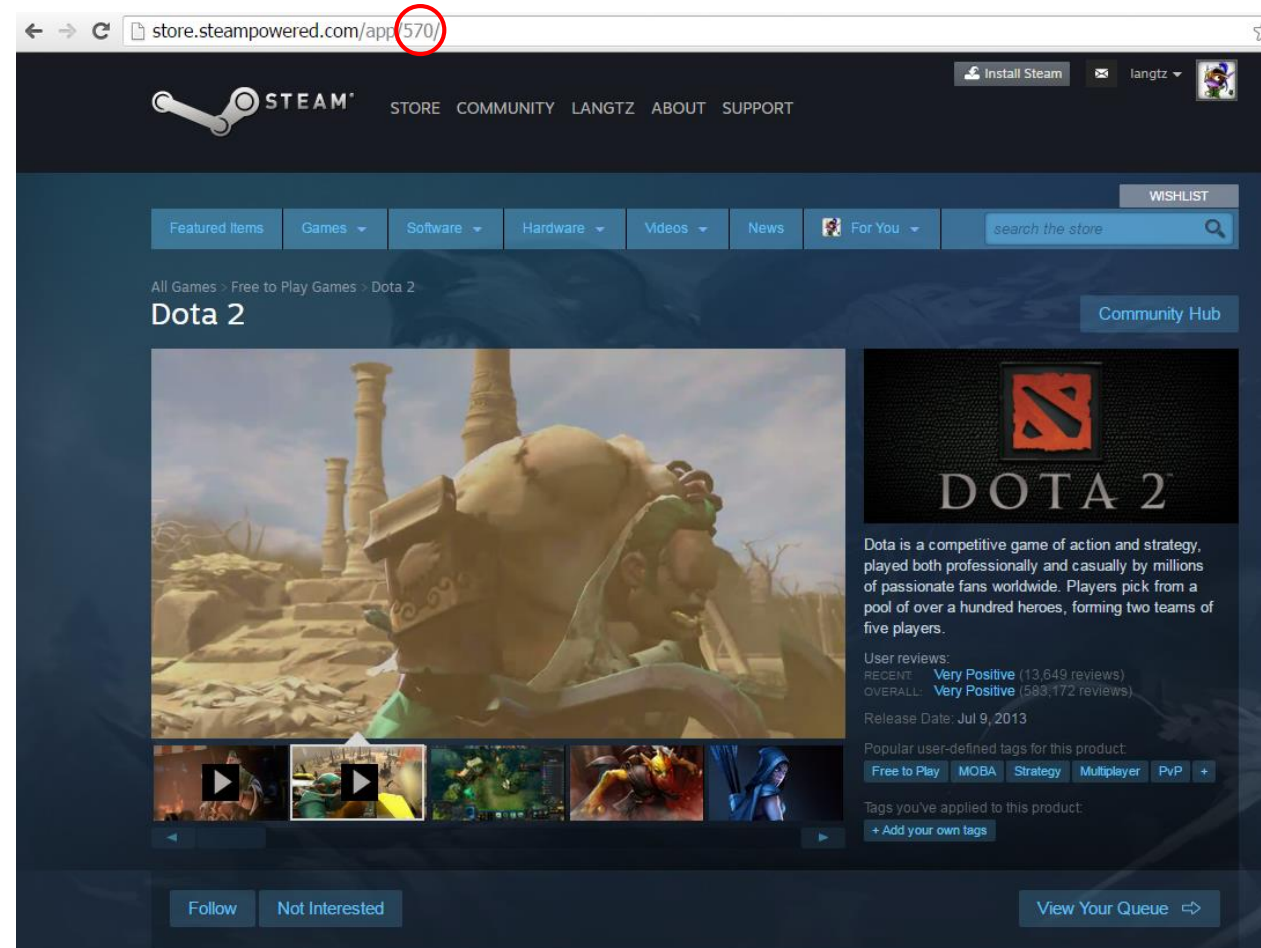 store.steampowered.com/app/570/
Install Steam
langtz
STEAM
STORE COMMUNITY LANGTZ ABOUT SUPPORT
WISHLIST
Featured Items Games Software Hardware Videos News For You search the store
All Games > Free to Play Games > Dota 2
Dota 2
Community Hub
DOTA 2
Dota is a competitive game of action and strategy,
played both professionally and casually by millions
of passionate fans worldwide. Players pick from a
pool of over a hundred heroes, forming two teams of
five players.
User reviews:
RECENT: Very Positive (13,649 reviews)
OVERALL: Very Positive (583,172 reviews)
Release Date: Jul 9, 2013
Popular user-defined tags for this product:
Free to Play MOBA Strategy Multiplayer PvP +
Tags you've applied to this product:
+ Add your own tags
Follow Not Interested View Your Queue